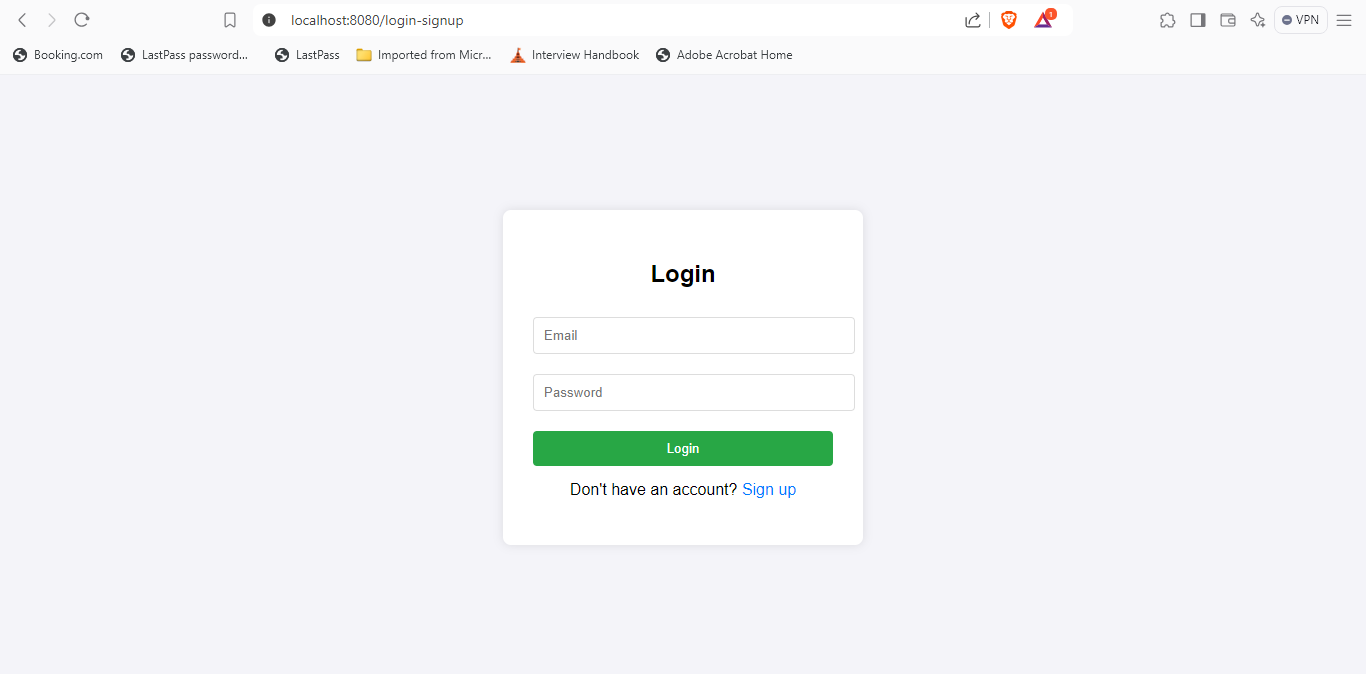 localhost:8080/login-signup
1
VPN
Booking.com
LastPass password...
LastPass
Imported from Micr...
Interview Handbook
Adobe Acrobat Home
Login
Email
Password
Login
Don't have an account? Sign up